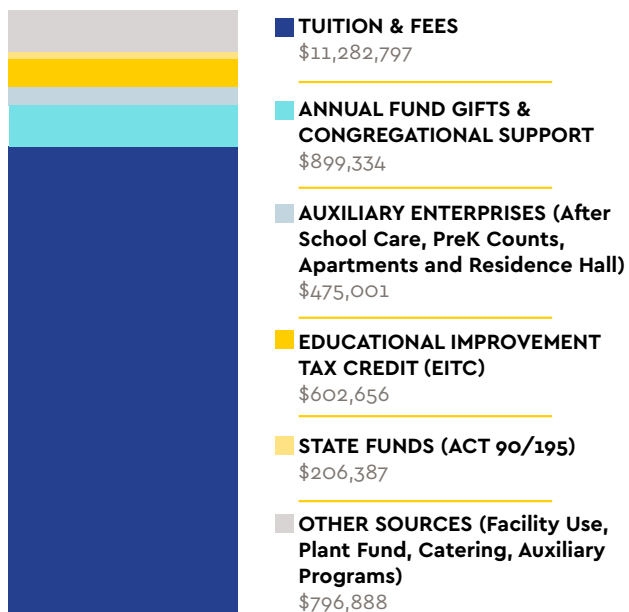 TUITION & FEES
$11,282,797
ANNUAL FUND GIFTS &
CONGREGATIONAL SUPPORT
$899,334
AUXILIARY ENTERPRISES (After
School Care, PreK Counts,
Apartments and Residence Hall)
$475,001
EDUCATIONAL IMPROVEMENT
TAX CREDIT (EITC)
$602,656
STATE FUNDS (ACT 90/195)
$206,387
OTHER SOURCES (Facility Use,
Plant Fund, Catering, Auxiliary
Programs)
$796,888